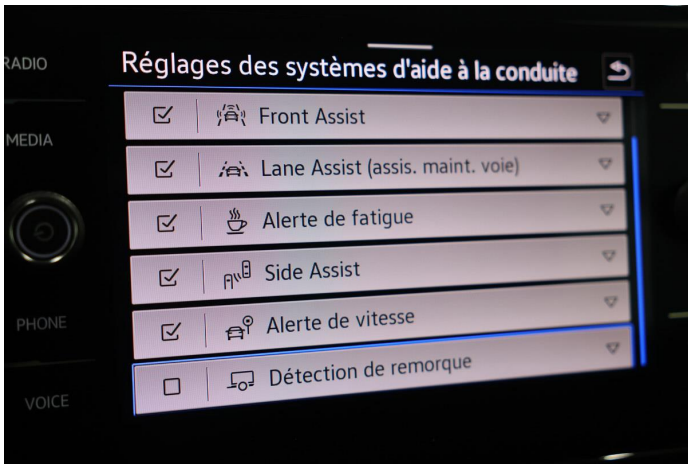 RADIO
MEDIA
PHONE
VOICE
Réglages des systèmes d'aide à la conduite
Front Assist
Lane Assist (assis. maint. voie)
Alerte de fatigue
Side Assist
Alerte de vitesse
Détection de remorque